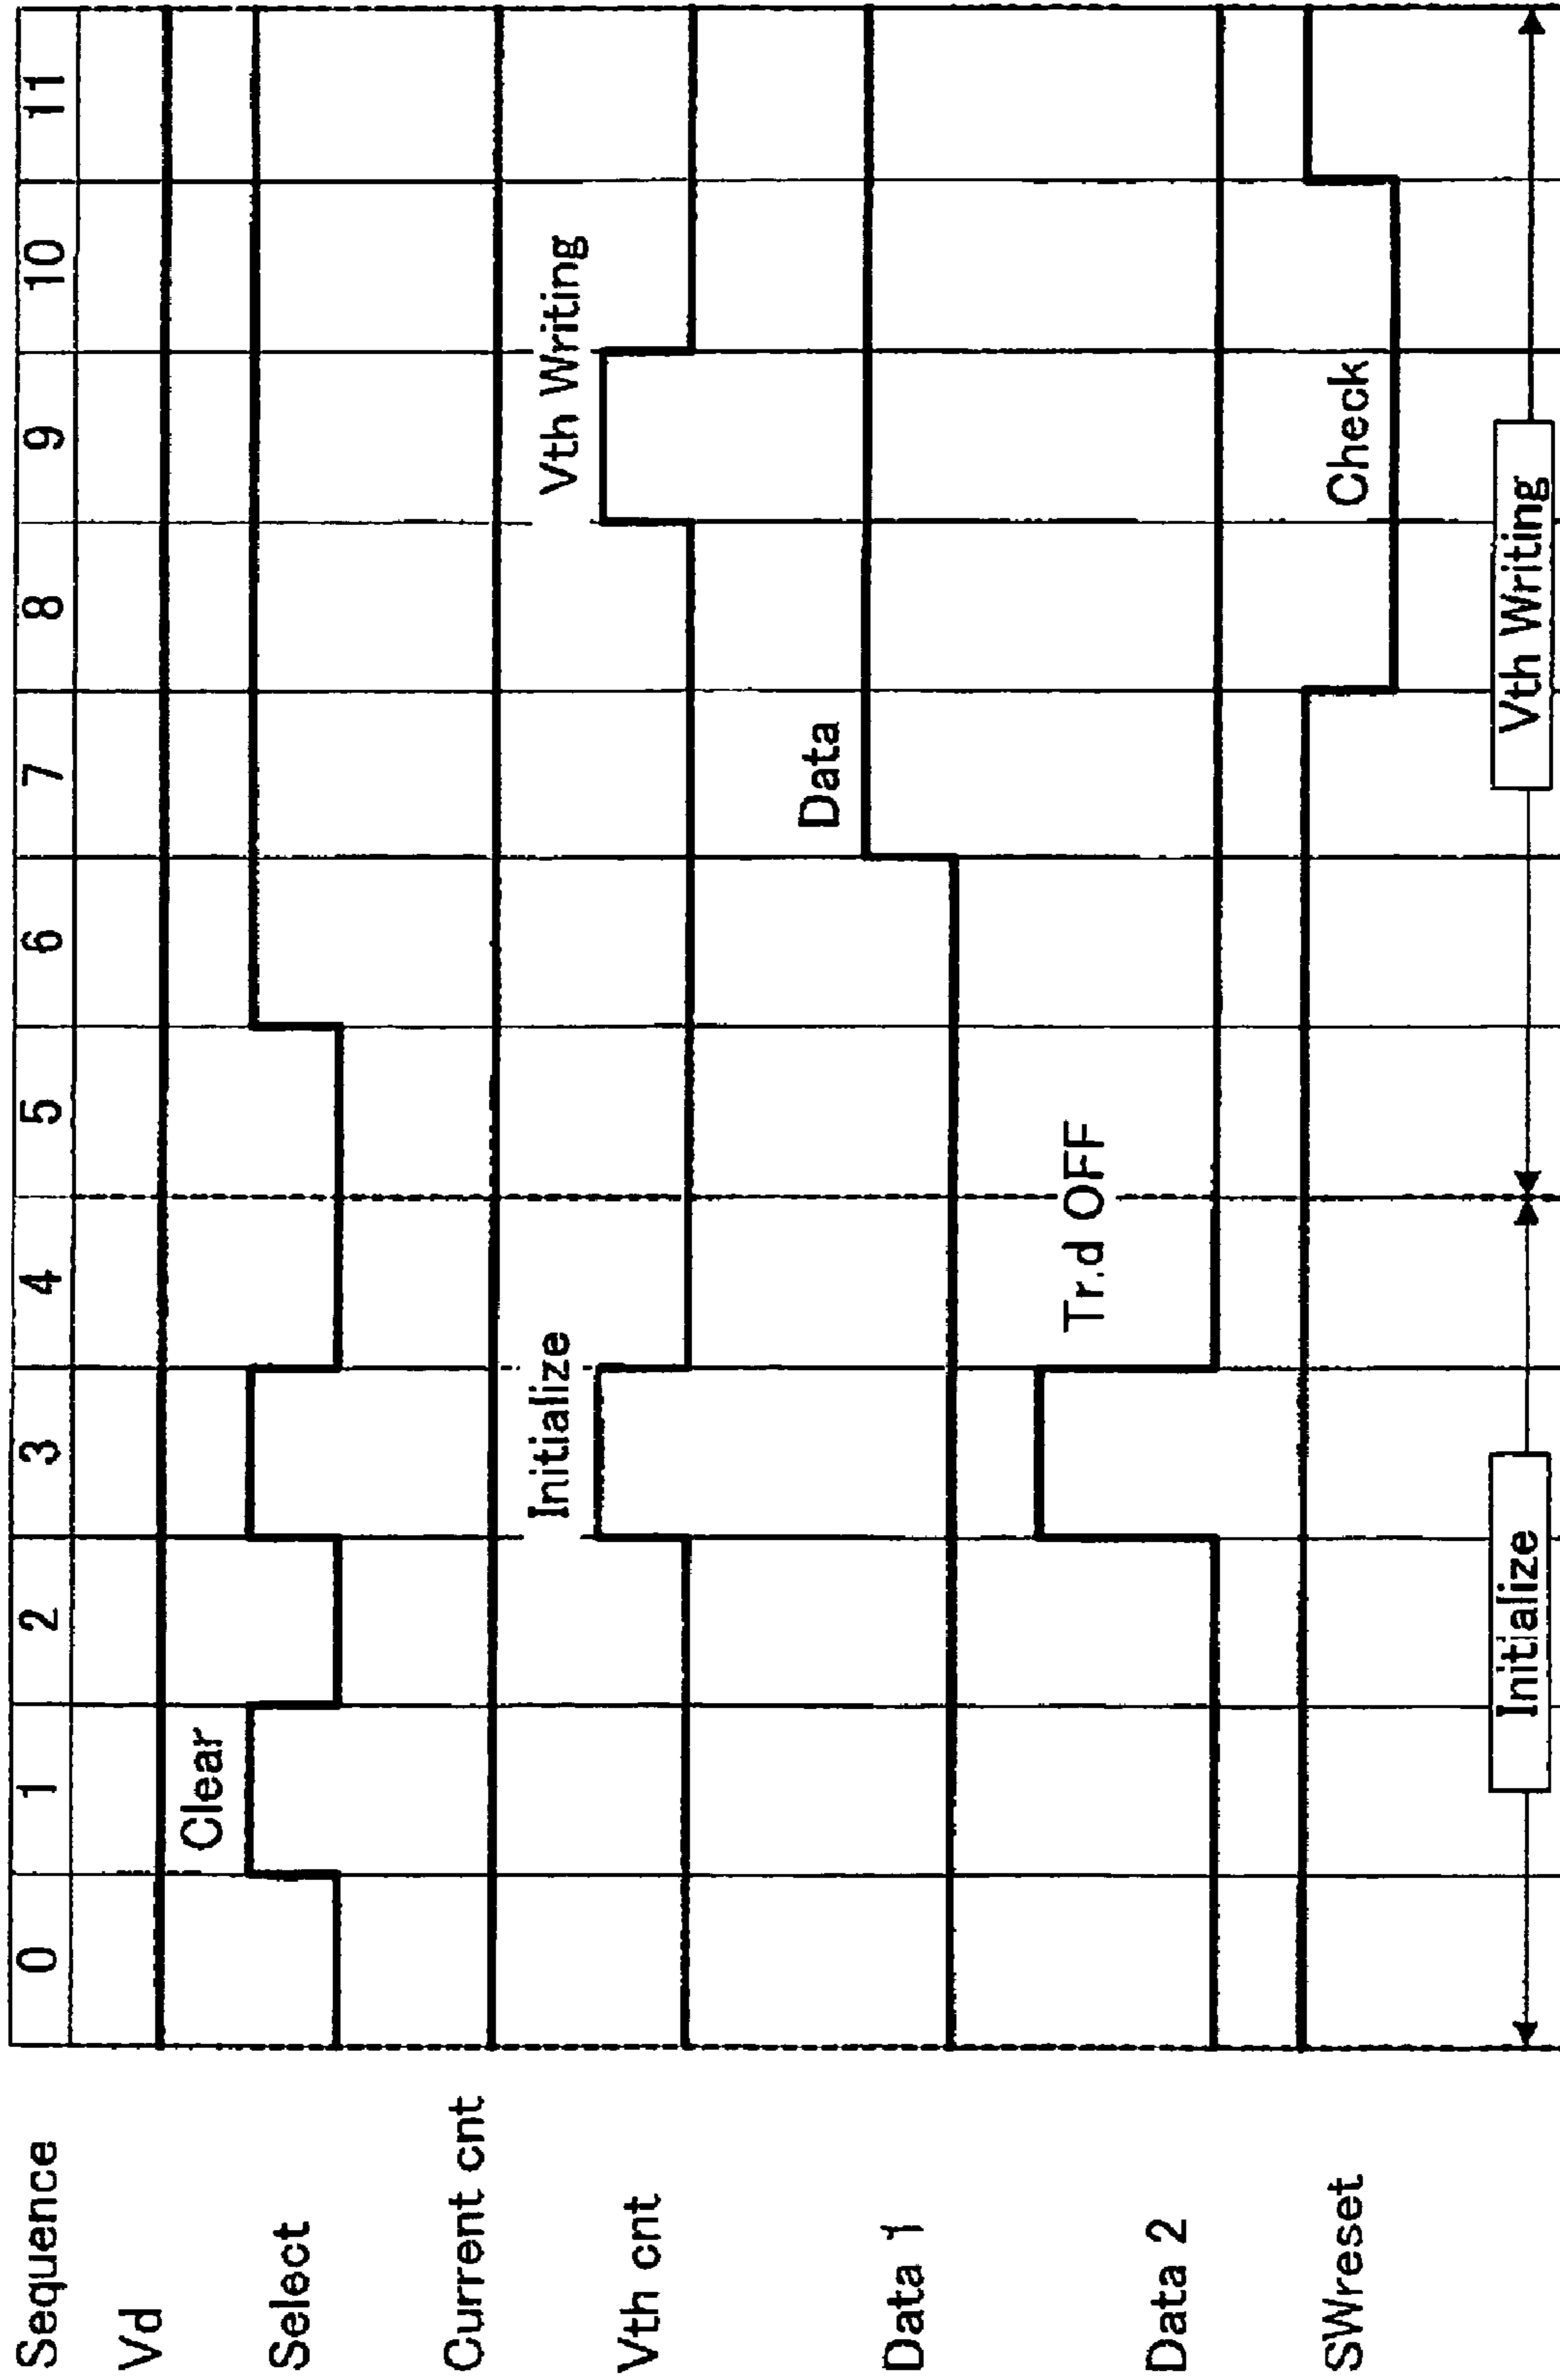 Sequence 0 1 2 3 4 5 6 7 8 9 10 11
Vd
Clear
Select
Current cnt
Initialize
Vth Writing
Vth cnt
Data
Data 1
Tr.d OFF
Data 2
Check
SWreset
Initialize
Vth Writing